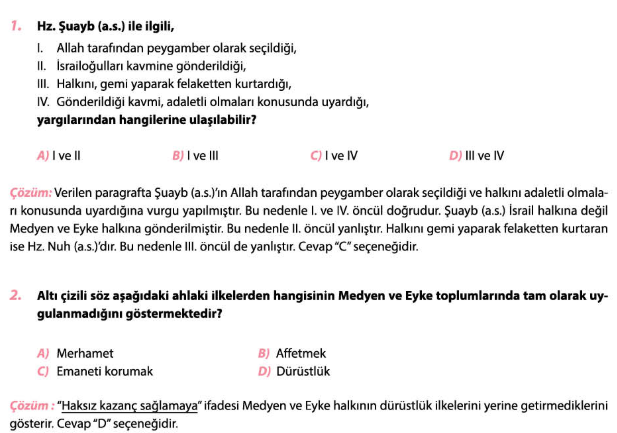 1. Hz. Şuayb (a.s.) ile ilgili,
I. Allah tarafından peygamber olarak seçildiği,
II. İsrailoğulları kavmine gönderildiği,
III. Halkını, gemi yaparak felaketten kurtardığı,
IV. Gönderildiği kavmi, adaletli olmaları konusunda uyardığı,
yargılarından hangilerine ulaşılabilir?
A) I ve II B) I ve III C) I ve IV D) III ve IV
Çözüm: Verilen paragrafta Şuayb (a.s.)’ın Allah tarafından peygamber olarak seçildiği ve halkını adaletli olmala-
rı konusunda uyardığına vurgu yapılmıştır. Bu nedenle I. ve IV. öncül doğrudur. Şuayb (a.s.) İsrail halkına değil
Medyen ve Eyke halkına gönderilmiştir. Bu nedenle II. öncül yanlıştır. Halkını gemi yaparak felaketten kurtaran
ise Hz. Nuh (a.s.)’dır. Bu nedenle III. öncül de yanlıştır. Cevap “C” seçeneğidir.
2. Altı çizili söz aşağıdaki ahlaki ilkelerden hangisinin Medyen ve Eyke toplumlarında tam olarak uy-
gulanmadığını göstermektedir?
A) Merhamet B) Affetmek
C) Emaneti korumak D) Dürüstlük
Çözüm : “Haksız kazanç sağlamaya” ifadesi Medyen ve Eyke halkının dürüstlük ilkelerini yerine getirmediklerini
gösterir. Cevap “D” seçeneğidir.